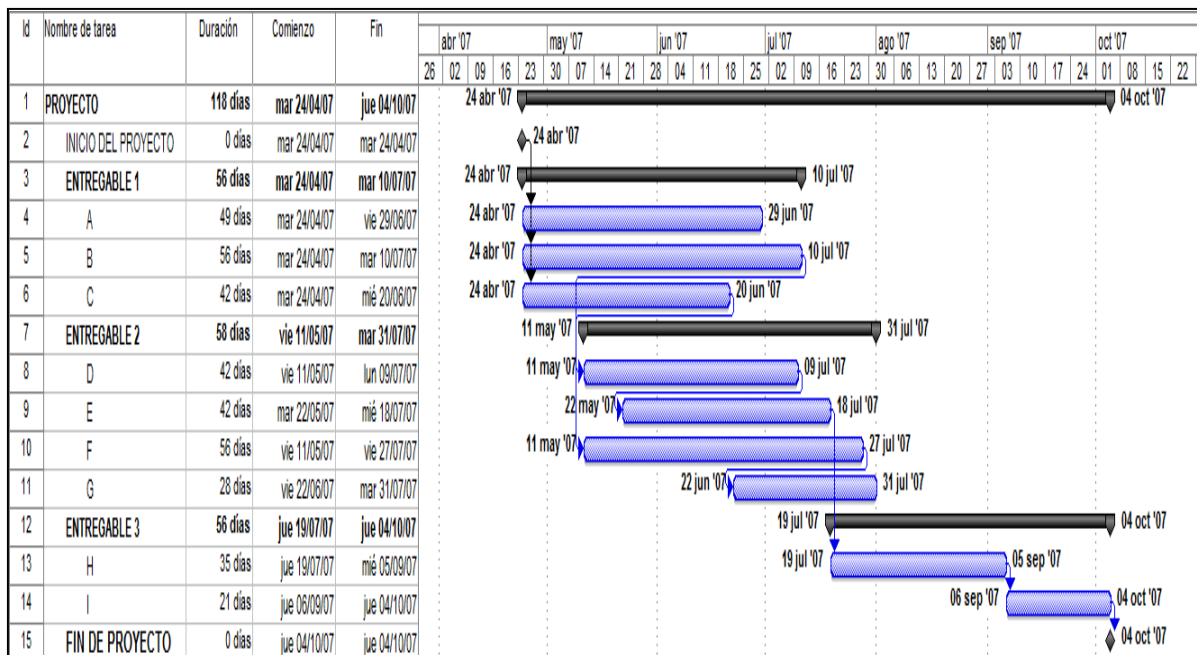 Id Nombre de tarea Duración Comienzo Fin
abr '07 may '07 jun '07 jul '07 ago '07 sep '07 oct '07
26 02 09 16 23 30 07 14 21 28 04 11 18 25 02 09 16 23 30 06 13 20 27 03 10 17 24 01 08 15 22
1 PROYECTO 118 días mar 24/04/07 jue 04/10/07 24 abr '07 04 oct '07
2 INICIO DEL PROYECTO 0 días mar 24/04/07 mar 24/04/07 24 abr '07
3 ENTREGABLE 1 56 días mar 24/04/07 mar 10/07/07 24 abr '07 10 jul '07
4 A 49 días mar 24/04/07 vie 29/06/07 24 abr '07 29 jun '07
5 B 56 días mar 24/04/07 mar 10/07/07 24 abr '07 10 jul '07
6 C 42 días mar 24/04/07 mié 20/06/07 24 abr '07 20 jun '07
7 ENTREGABLE 2 58 días vie 11/05/07 mar 31/07/07 11 may '07 31 jul '07
8 D 42 días vie 11/05/07 lun 09/07/07 11 may '07 09 jul '07
9 E 42 días mar 22/05/07 mié 18/07/07 22 may '07 18 jul '07
10 F 56 días vie 11/05/07 vie 27/07/07 11 may '07 27 jul '07
11 G 28 días vie 22/06/07 mar 31/07/07 22 jun '07 31 jul '07
12 ENTREGABLE 3 56 días jue 19/07/07 jue 04/10/07 19 jul '07 04 oct '07
13 H 35 días jue 19/07/07 mié 05/09/07 19 jul '07 05 sep '07
14 I 21 días jue 06/09/07 jue 04/10/07 06 sep '07 04 oct '07
15 FIN DE PROYECTO 0 días jue 04/10/07 jue 04/10/07 04 oct '07